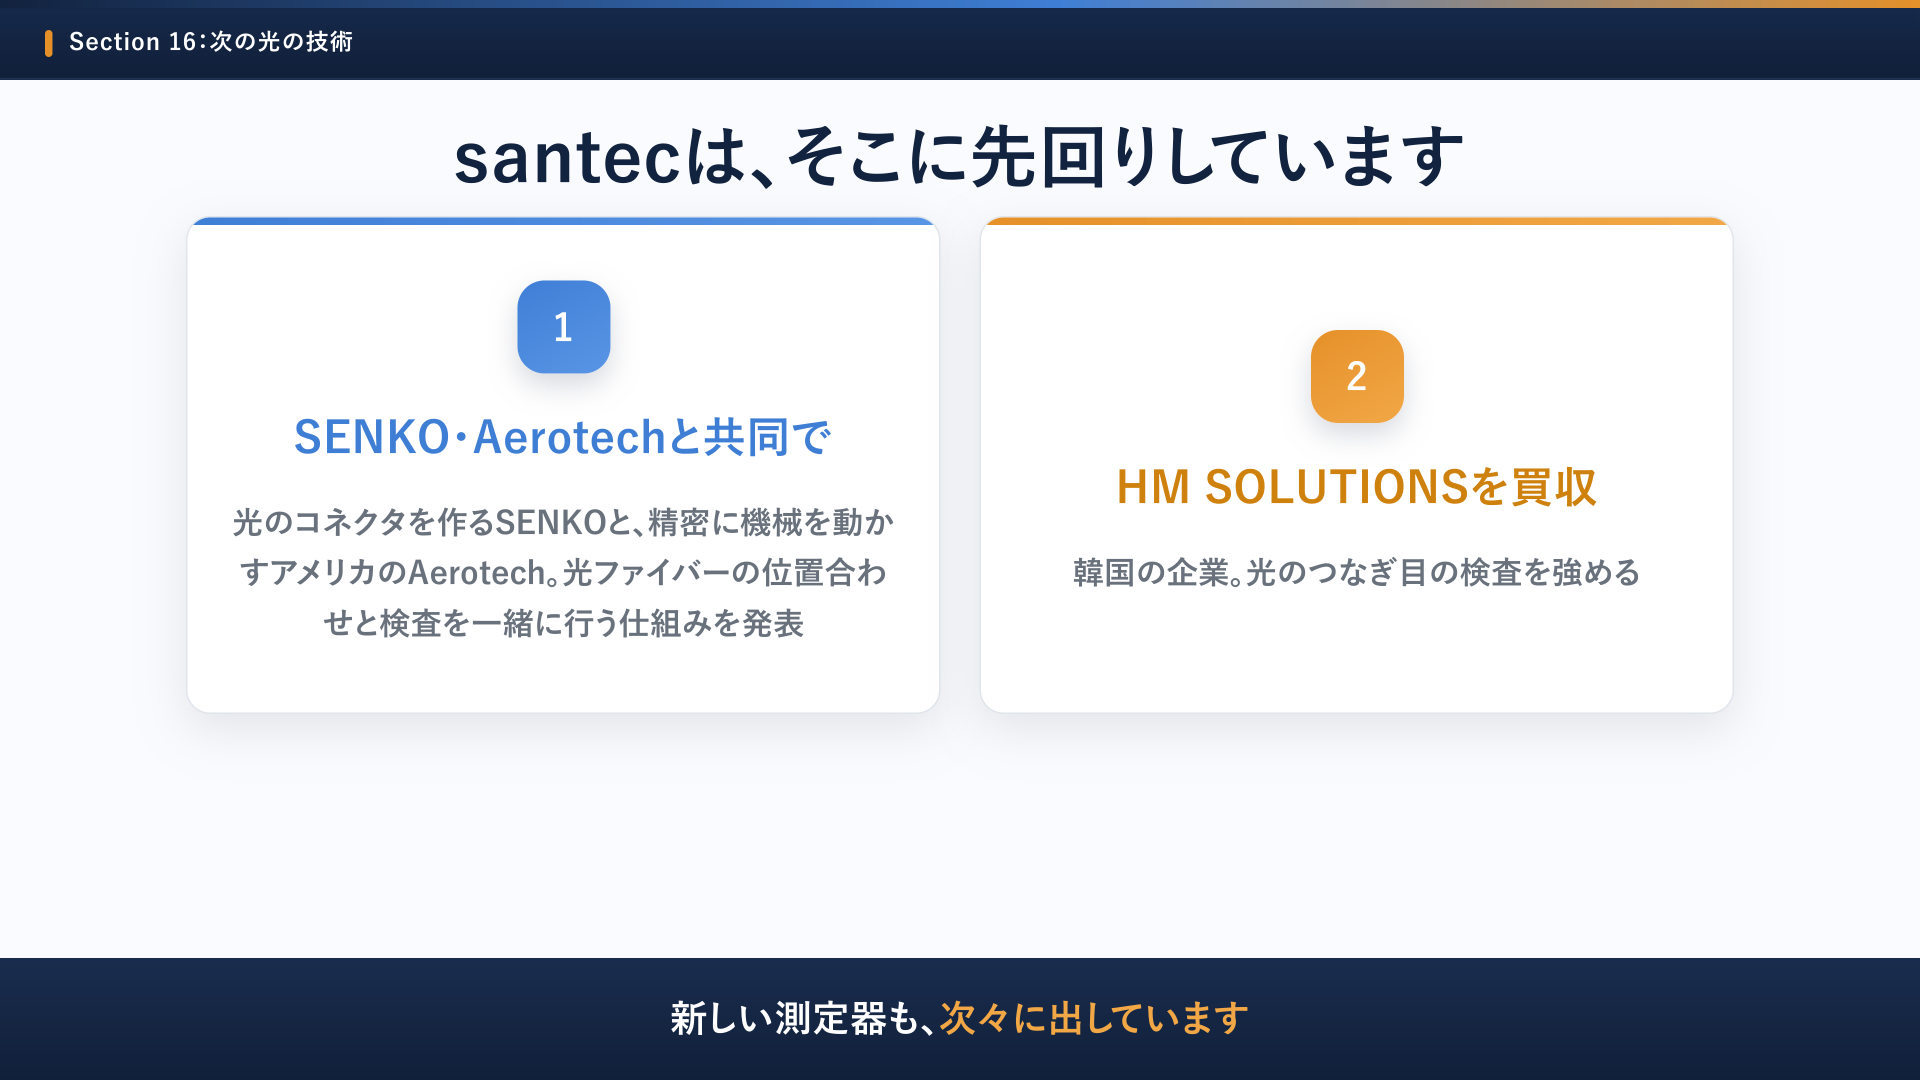 Section 16：次の光の技術
santecは、そこに先回りしています
1
SENKO・Aerotechと共同で
光のコネクタを作るSENKOと、精密に機械を動か
すアメリカのAerotech。光ファイバーの位置合わ
せと検査を一緒に行う仕組みを発表
2
HM SOLUTIONSを買収
韓国の企業。光のつなぎ目の検査を強める
新しい測定器も、次々に出しています